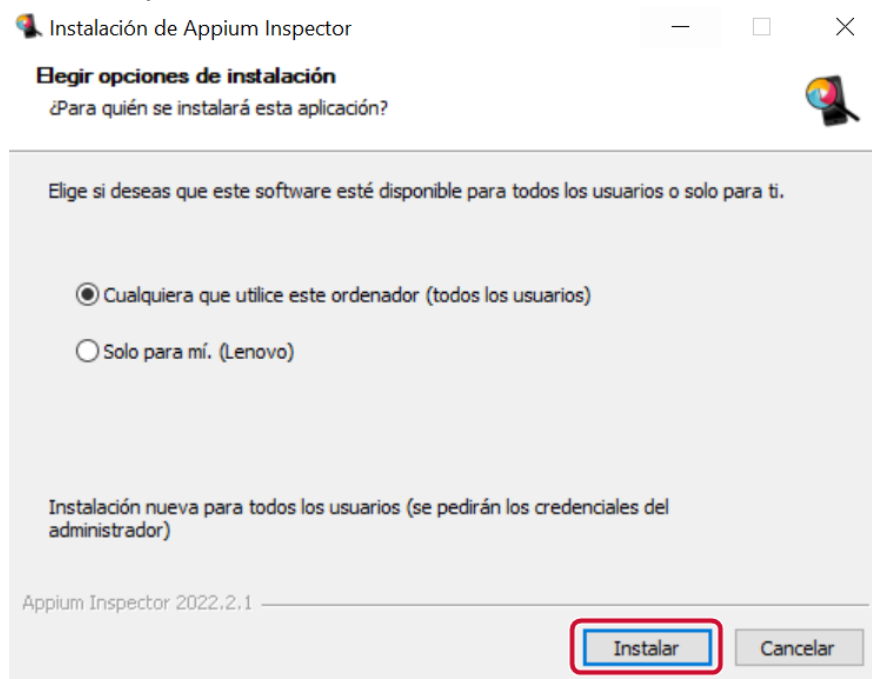 Instalación de Appium Inspector
Elegir opciones de instalación
¿Para quién se instalará esta aplicación?
Elige si deseas que este software esté disponible para todos los usuarios o solo para ti.
Cualquiera que utilice este ordenador (todos los usuarios)
Solo para mí. (Lenovo)
Instalación nueva para todos los usuarios (se pedirán los credenciales del
administrador)
Appium Inspector 2022.2.1
Instalar Cancelar